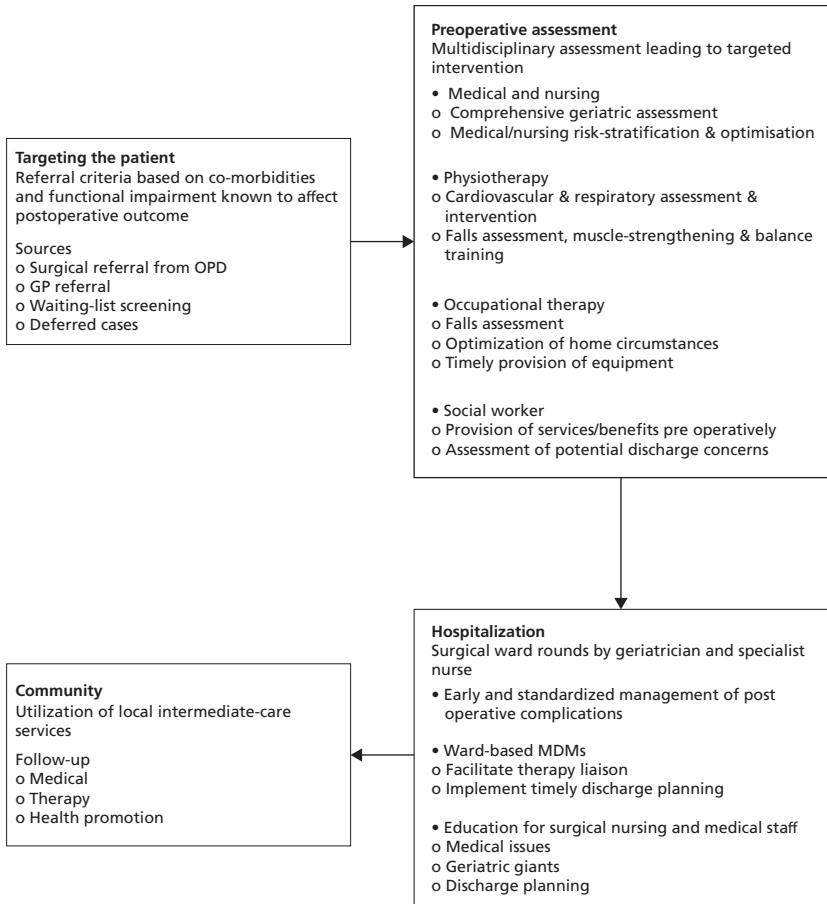 Targeting the patient
Referral criteria based on co-morbidities
and functional impairment known to affect
postoperative outcome
Sources
o Surgical referral from OPD
o GP referral
o Waiting-list screening
o Deferred cases
Preoperative assessment
Multidisciplinary assessment leading to targeted
intervention
• Medical and nursing
o Comprehensive geriatric assessment
o Medical/nursing risk-stratification & optimisation
• Physiotherapy
o Cardiovascular & respiratory assessment &
intervention
o Falls assessment, muscle-strengthening & balance
training
• Occupational therapy
o Falls assessment
o Optimization of home circumstances
o Timely provision of equipment
• Social worker
o Provision of services/benefits pre operatively
o Assessment of potential discharge concerns
Hospitalization
Surgical ward rounds by geriatrician and specialist
nurse
• Early and standardized management of post
operative complications
• Ward-based MDMs
o Facilitate therapy liaison
o Implement timely discharge planning
• Education for surgical nursing and medical staff
o Medical issues
o Geriatric giants
o Discharge planning
Community
Utilization of local intermediate-care
services
Follow-up
o Medical
o Therapy
o Health promotion